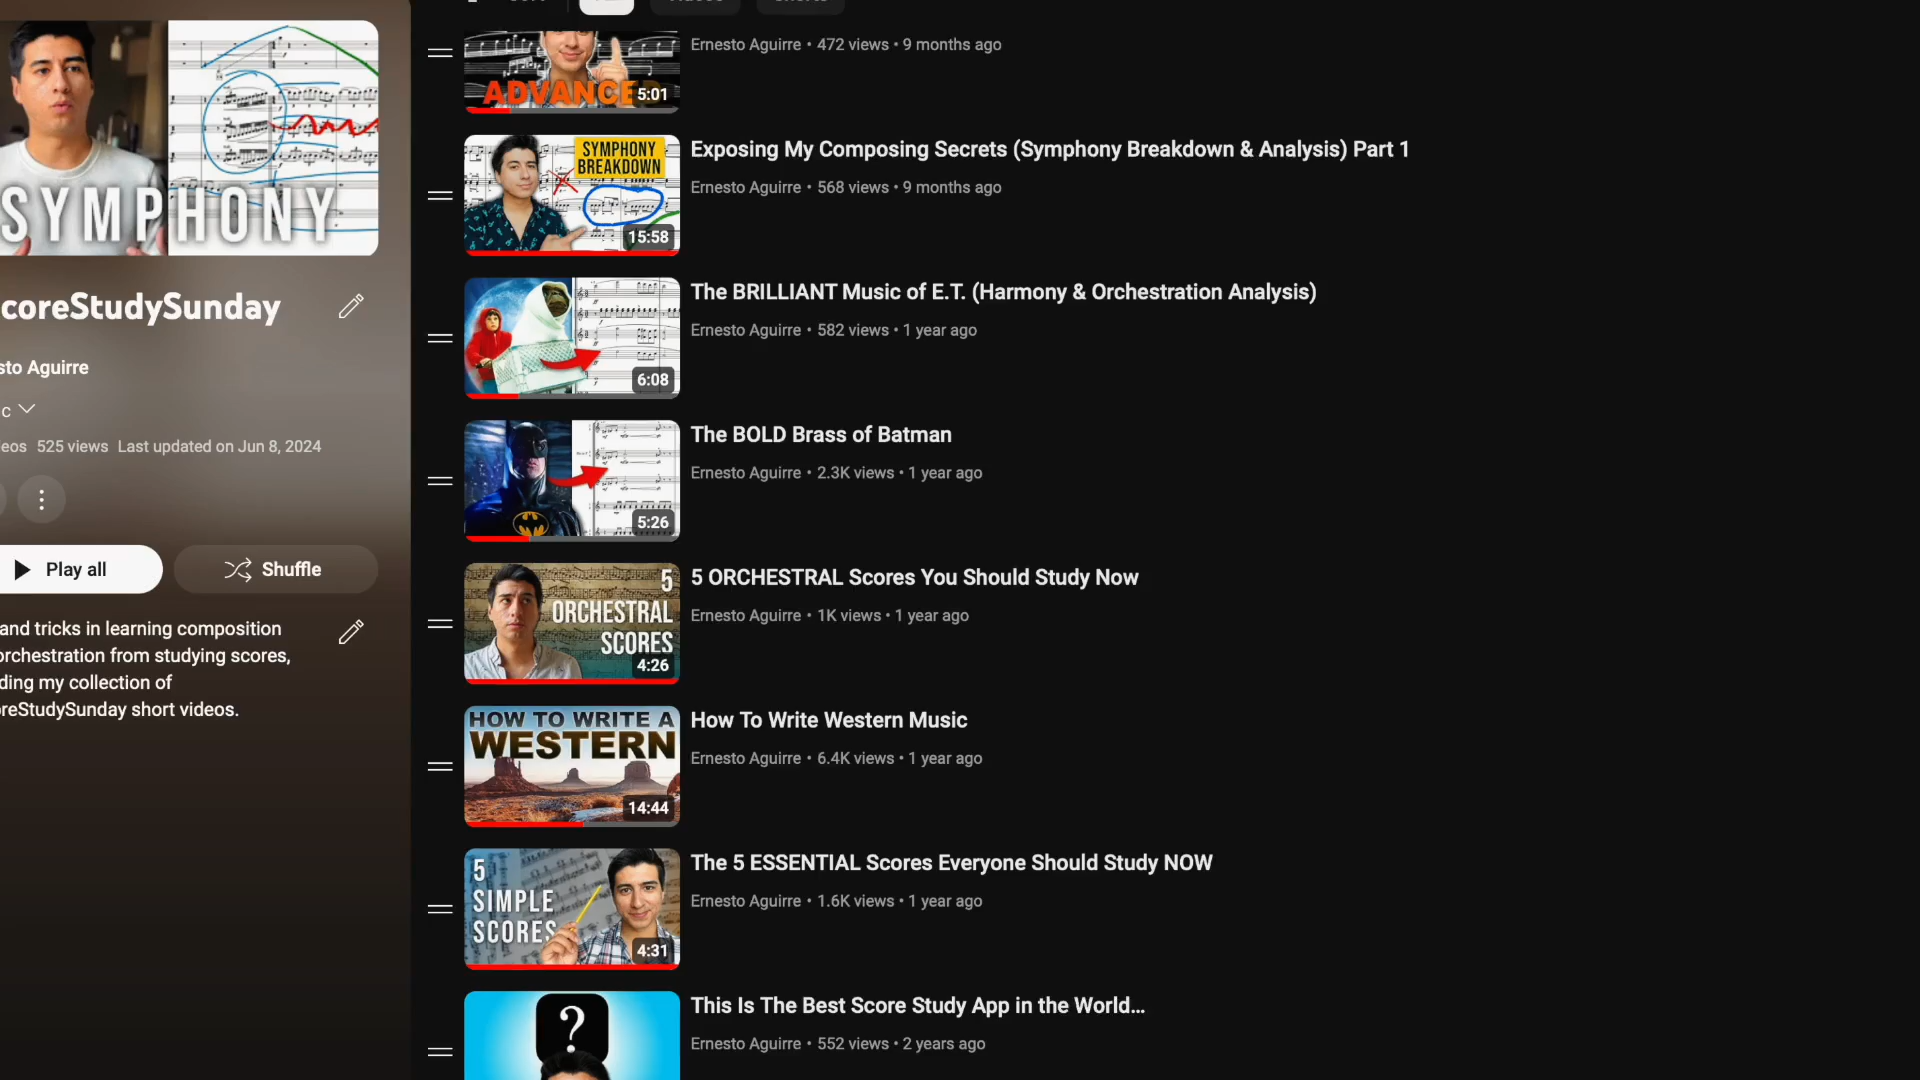 SYMPHONY
coreStudySunday
sto Aguirre
c
eos 525 views Last updated on Jun 8, 2024
Play all
Shuffle
and tricks in learning composition
orchestration from studying scores,
ding my collection of
reStudySunday short videos.
Ernesto Aguirre • 472 views • 9 months ago
ADVANCED
5:01
SYMPHONY
BREAKDOWN
15:58
Exposing My Composing Secrets (Symphony Breakdown & Analysis) Part 1
Ernesto Aguirre • 568 views • 9 months ago
6:08
The BRILLIANT Music of E.T. (Harmony & Orchestration Analysis)
Ernesto Aguirre • 582 views • 1 year ago
5:26
The BOLD Brass of Batman
Ernesto Aguirre • 2.3K views • 1 year ago
5
ORCHESTRAL
SCORES
4:26
5 ORCHESTRAL Scores You Should Study Now
Ernesto Aguirre • 1K views • 1 year ago
HOW TO WRITE A
WESTERN
14:44
How To Write Western Music
Ernesto Aguirre • 6.4K views • 1 year ago
5
SIMPLE
SCORES
4:31
The 5 ESSENTIAL Scores Everyone Should Study NOW
Ernesto Aguirre • 1.6K views • 1 year ago
?
This Is The Best Score Study App in the World...
Ernesto Aguirre • 552 views • 2 years ago